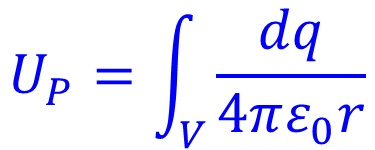 U_P = ∫_V dq / 4πε₀r